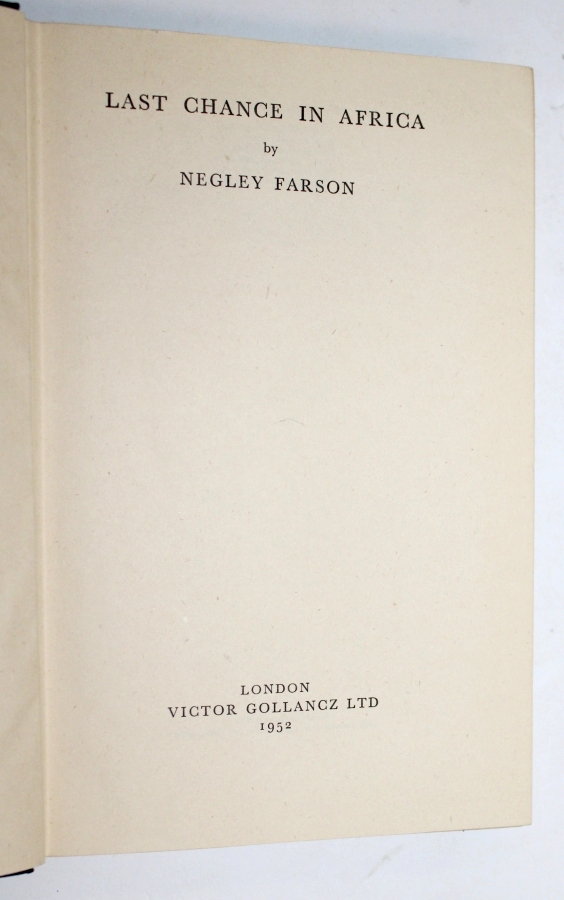 LAST CHANCE IN AFRICA
by
NEGLEY FARSON
LONDON
VICTOR GOLLANCZ LTD
1952